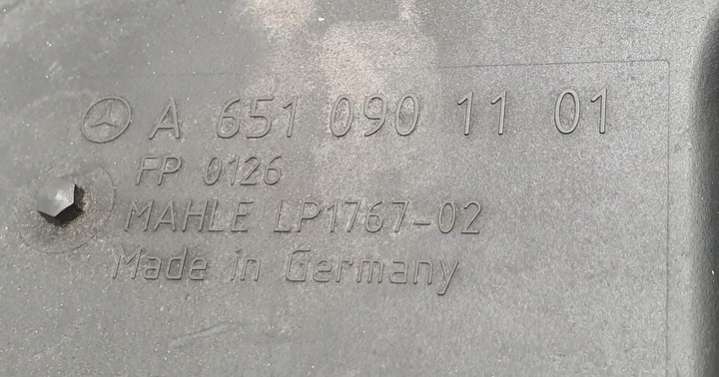 A 651 090 11 01
FP 0126
MAHLE LP1767-02
Made in Germany